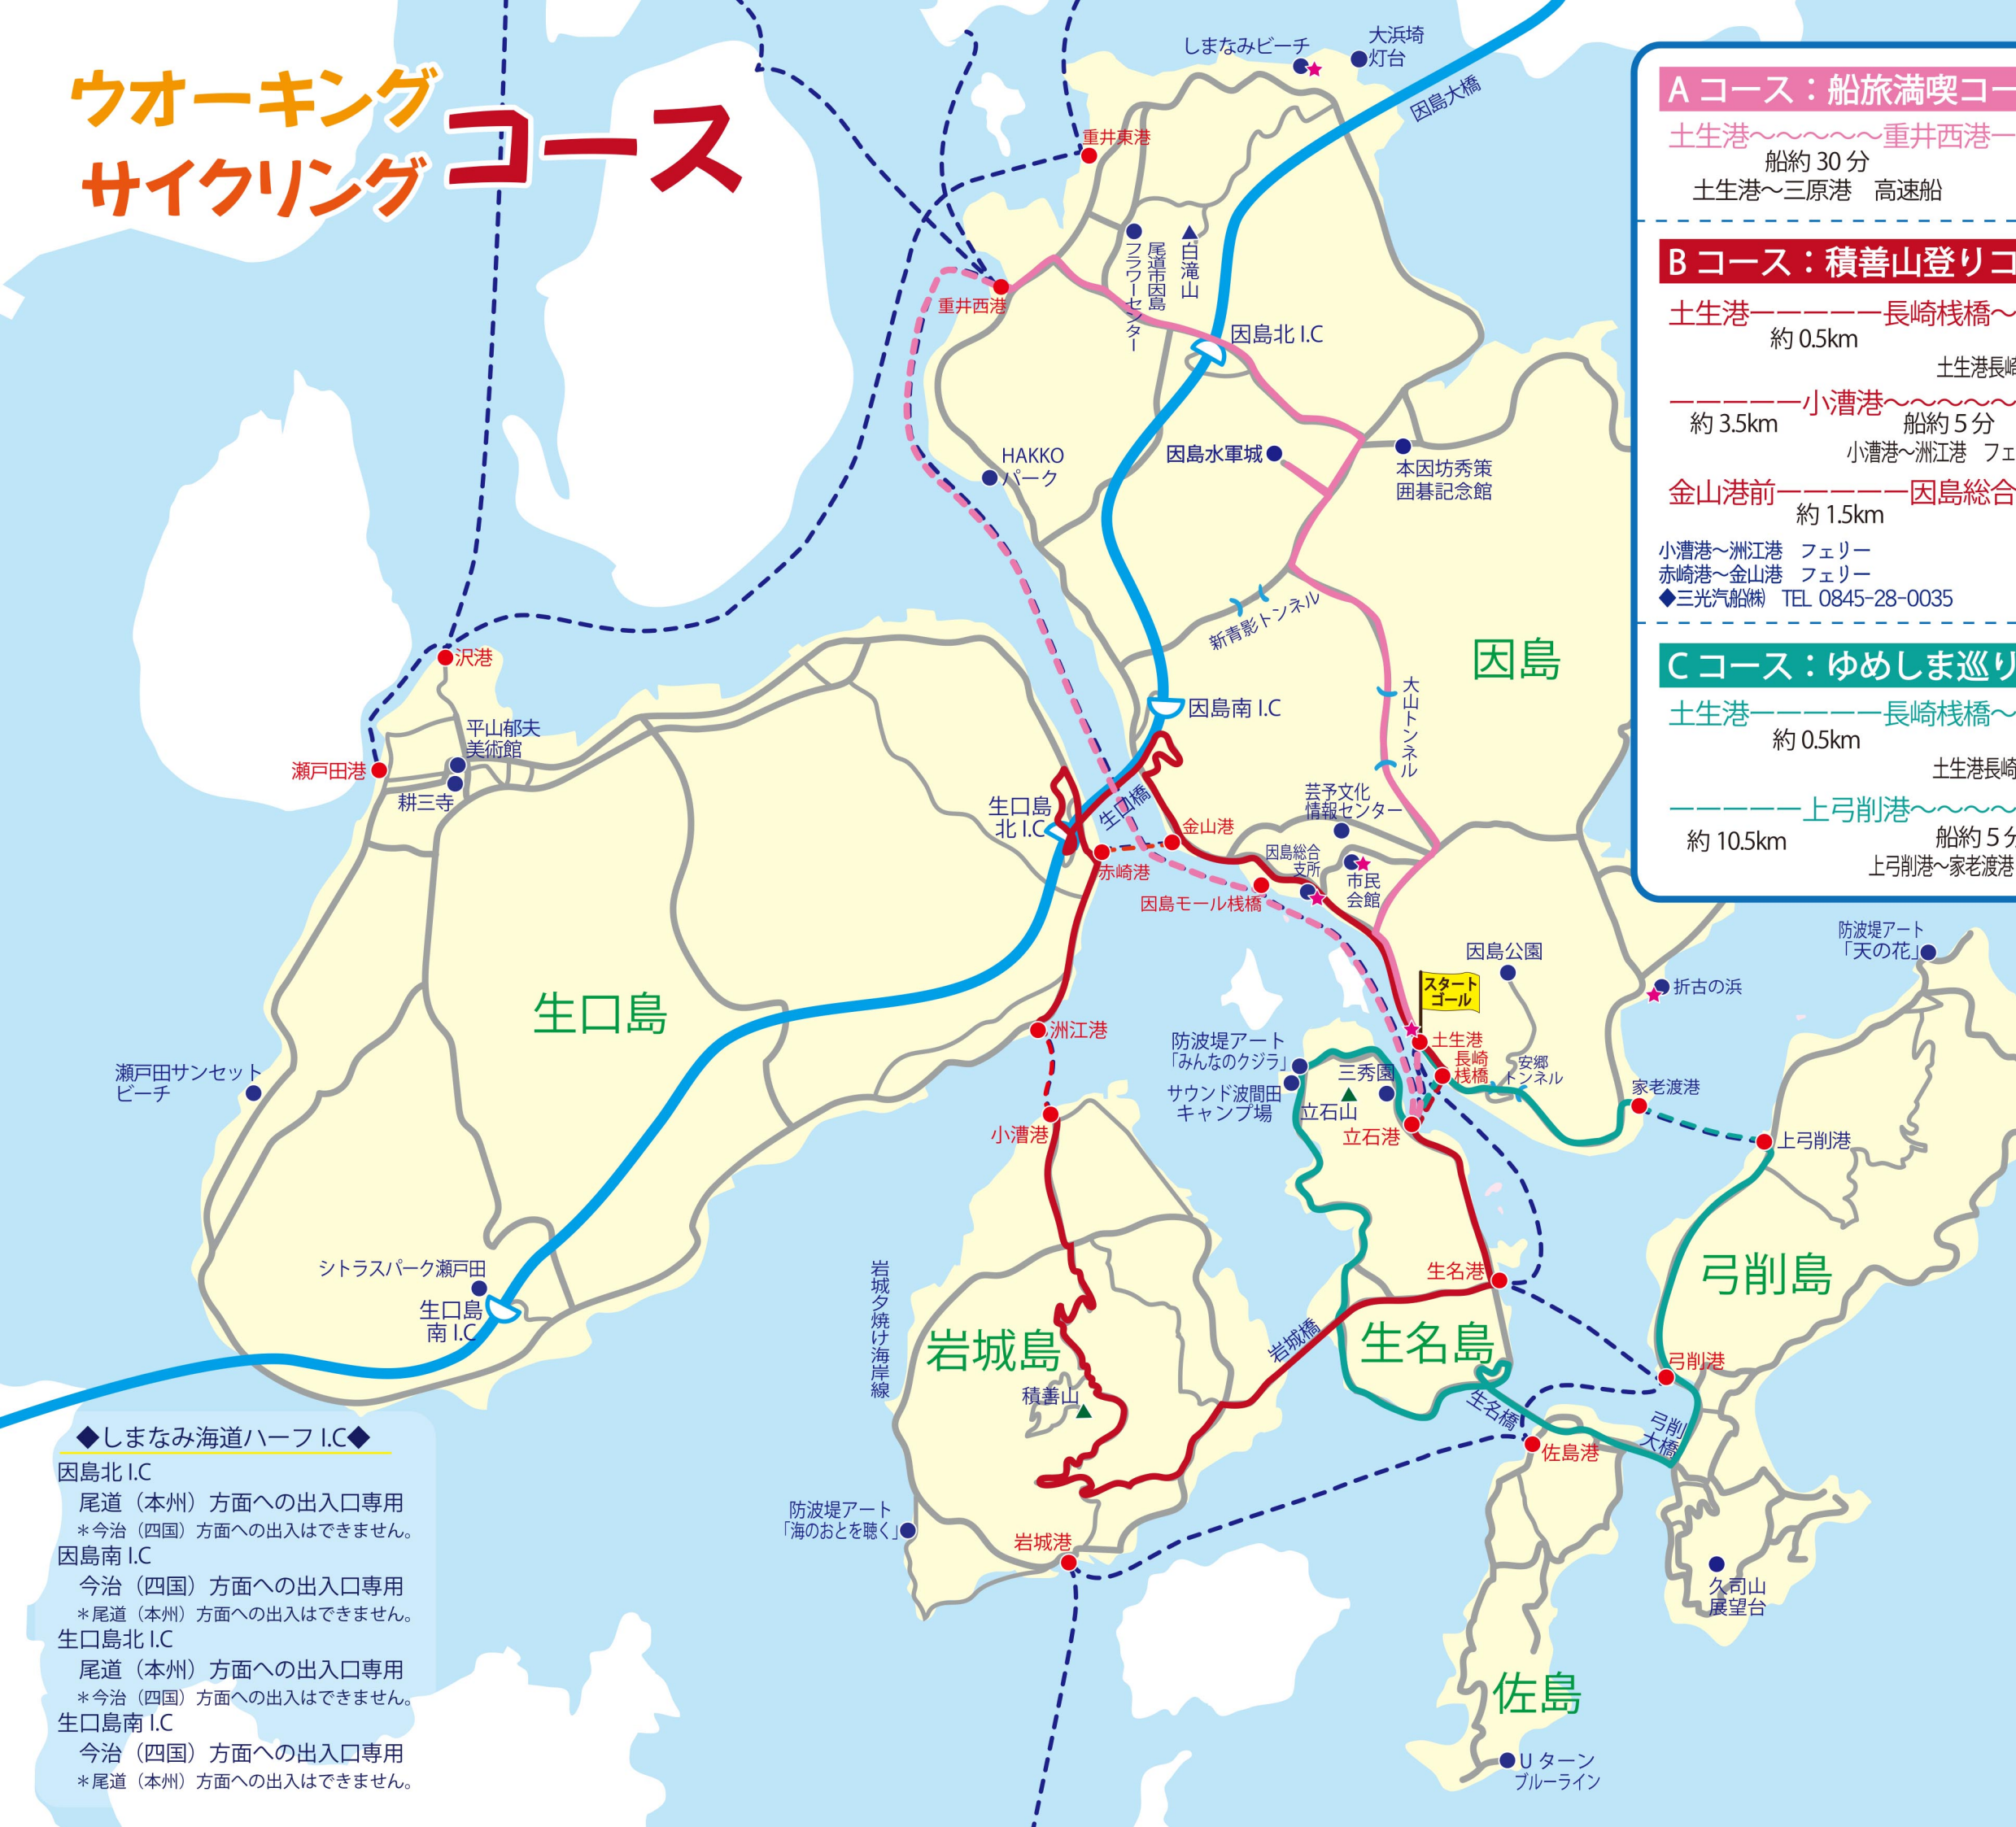 ウオーキング
サイクリング
コース
しまなみビーチ
大浜埼
灯台
因島大橋
重井東港
尾道市因島
フラワーセンター
白滝山
重井西港
因島北 I.C
HAKKO
パーク
因島水軍城
本因坊秀策
囲碁記念館
新青影トンネル
因島
大山トンネル
因島南 I.C
沢港
平山郁夫
美術館
瀬戸田港
耕三寺
生口島
北 I.C
生口橋
金山港
赤崎港
芸予文化
情報センター
因島総合
支所
市民
会館
因島モール桟橋
因島公園
スタート
ゴール
折古の浜
防波堤アート
「天の花」
生口島
洲江港
土生港
長崎
桟橋
安郷
トンネル
家老渡港
上弓削港
防波堤アート
「みんなのクジラ」
サウンド波間田
キャンプ場
三秀園
立石山
立石港
瀬戸田サンセット
ビーチ
小漕港
シトラスパーク瀬戸田
生口島
南 I.C
岩城夕焼け海岸線
岩城島
積善山
岩城橋
生名港
生名島
弓削島
弓削港
生名橋
弓削
大橋
佐島港
防波堤アート
「海のおとを聴く」
岩城港
久司山
展望台
佐島
U ターン
ブルーライン
A コース：船旅満喫コー
土生港〜〜〜〜〜重井西港ー
船約 30 分
土生港〜三原港　高速船
B コース：積善山登りコ
土生港ーーーーー長崎桟橋〜
約 0.5km
土生港長崎
ーーーーー小漕港〜〜〜〜〜
約 3.5km
船約 5 分
小漕港〜洲江港　フェ
金山港前ーーーーー因島総合
約 1.5km
小漕港〜洲江港　フェリー
赤崎港〜金山港　フェリー
◆三光汽船㈱　TEL 0845-28-0035
C コース：ゆめしま巡り
土生港ーーーーー長崎桟橋〜
約 0.5km
土生港長崎
ーーーーー上弓削港〜〜〜〜
約 10.5km
船約 5 分
上弓削港〜家老渡港
◆しまなみ海道ハーフ I.C◆
因島北 I.C
尾道（本州）方面への出入口専用
＊今治（四国）方面への出入はできません。
因島南 I.C
今治（四国）方面への出入口専用
＊尾道（本州）方面への出入はできません。
生口島北 I.C
尾道（本州）方面への出入口専用
＊今治（四国）方面への出入はできません。
生口島南 I.C
今治（四国）方面への出入口専用
＊尾道（本州）方面への出入はできません。